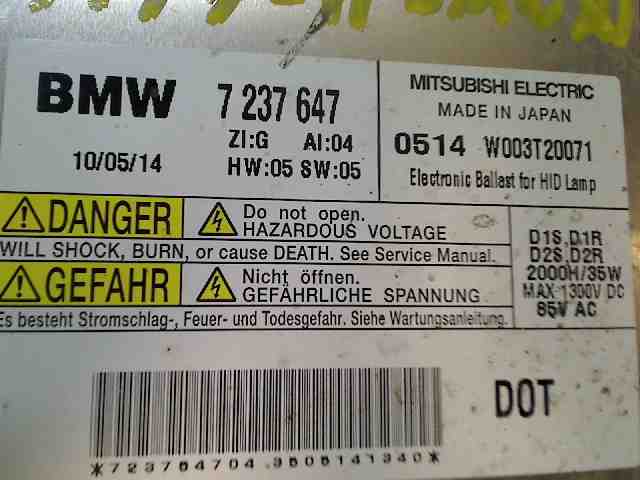 BMW 7 237 647
ZI:G AI:04
10/05/14 HW:05 SW:05
MITSUBISHI ELECTRIC
MADE IN JAPAN
0514 W003T20071
Electronic Ballast for HID Lamp
DANGER Do not open.
HAZARDOUS VOLTAGE
WILL SHOCK, BURN, or cause DEATH. See Service Manual.
GEFAHR Nicht öffnen.
GEFÄHRLICHE SPANNUNG
Es besteht Stromschlag-, Feuer- und Todesgefahr. Siehe Wartungsanleitung.
D1S,D1R
D2S,D2R
2000H/35W
MAX 1300V DC
85V AC
DOT
*723764704.3505141340*